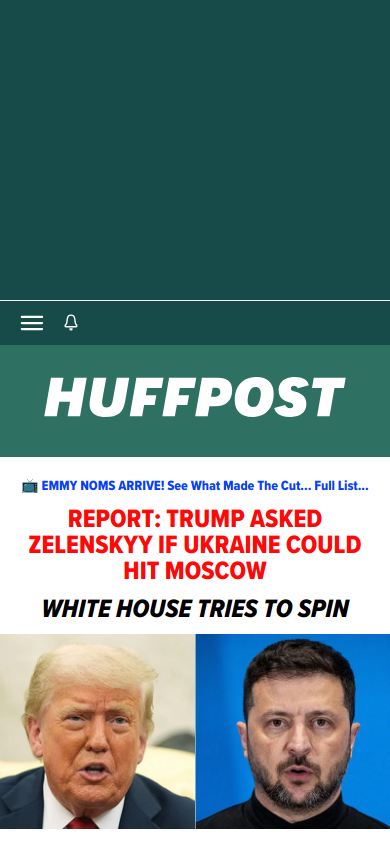 HUFFPOST
📺 EMMY NOMS ARRIVE! See What Made The Cut... Full List...
REPORT: TRUMP ASKED
ZELENSKYY IF UKRAINE COULD
HIT MOSCOW
WHITE HOUSE TRIES TO SPIN